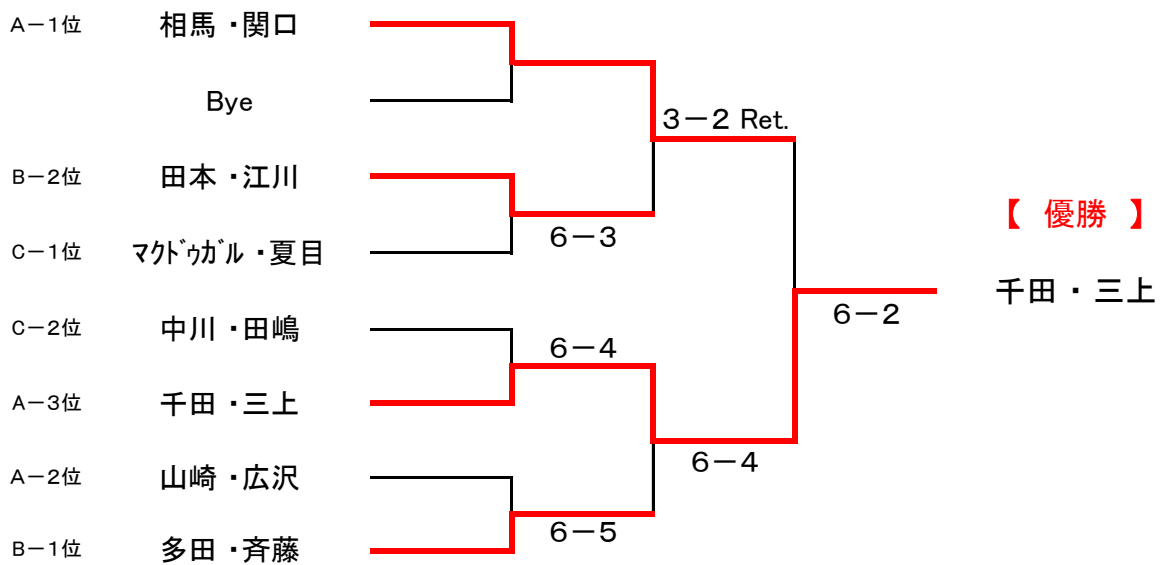 A－1位 相馬 ・関口
Bye
3－2 Ret.
B－2位 田本 ・江川
【 優勝 】
6－3
C－1位 ﾏｸﾄﾞｩｶﾞﾙ ・夏目
千田 ・ 三上
6－2
C－2位 中川 ・田嶋
6－4
A－3位 千田 ・三上
6－4
A－2位 山崎 ・広沢
6－5
B－1位 多田 ・斉藤